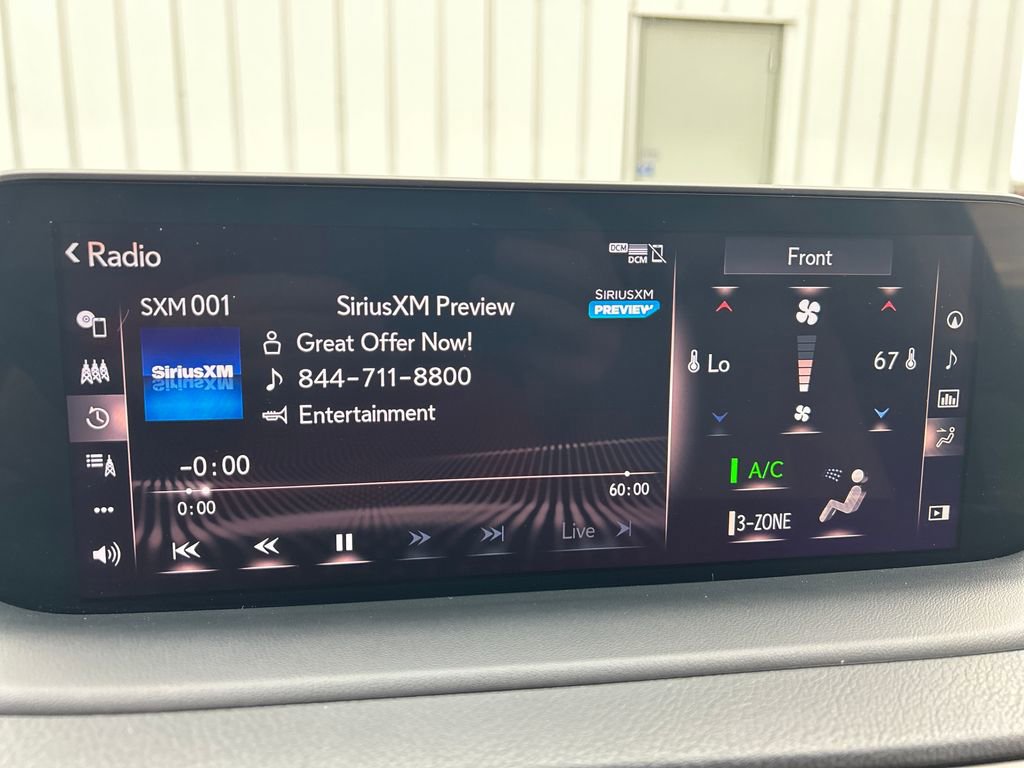 Radio
DCM
DCM
SXM 001
SiriusXM Preview
SIRIUSXM
PREVIEW
SiriusXM
Great Offer Now!
844-711-8800
Entertainment
-0:00
0:00
60:00
Live
Front
Lo
67
A/C
3-ZONE